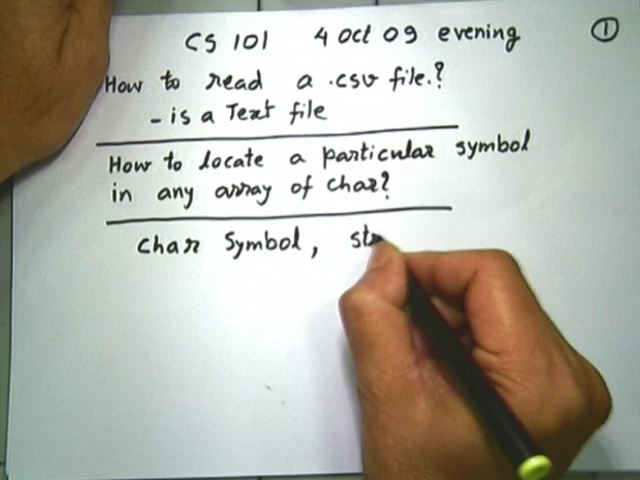 CS 101 4 Oct 09 evening ①
How to read a .csv file.?
- is a Text file
How to locate a particular symbol
in any array of char?
char Symbol, st